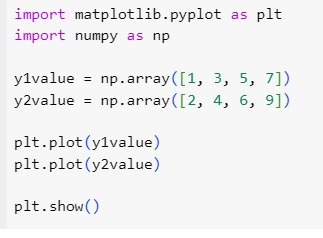 import matplotlib.pyplot as plt
import numpy as np
y1value = np.array([1, 3, 5, 7])
y2value = np.array([2, 4, 6, 9])
plt.plot(y1value)
plt.plot(y2value)
plt.show()